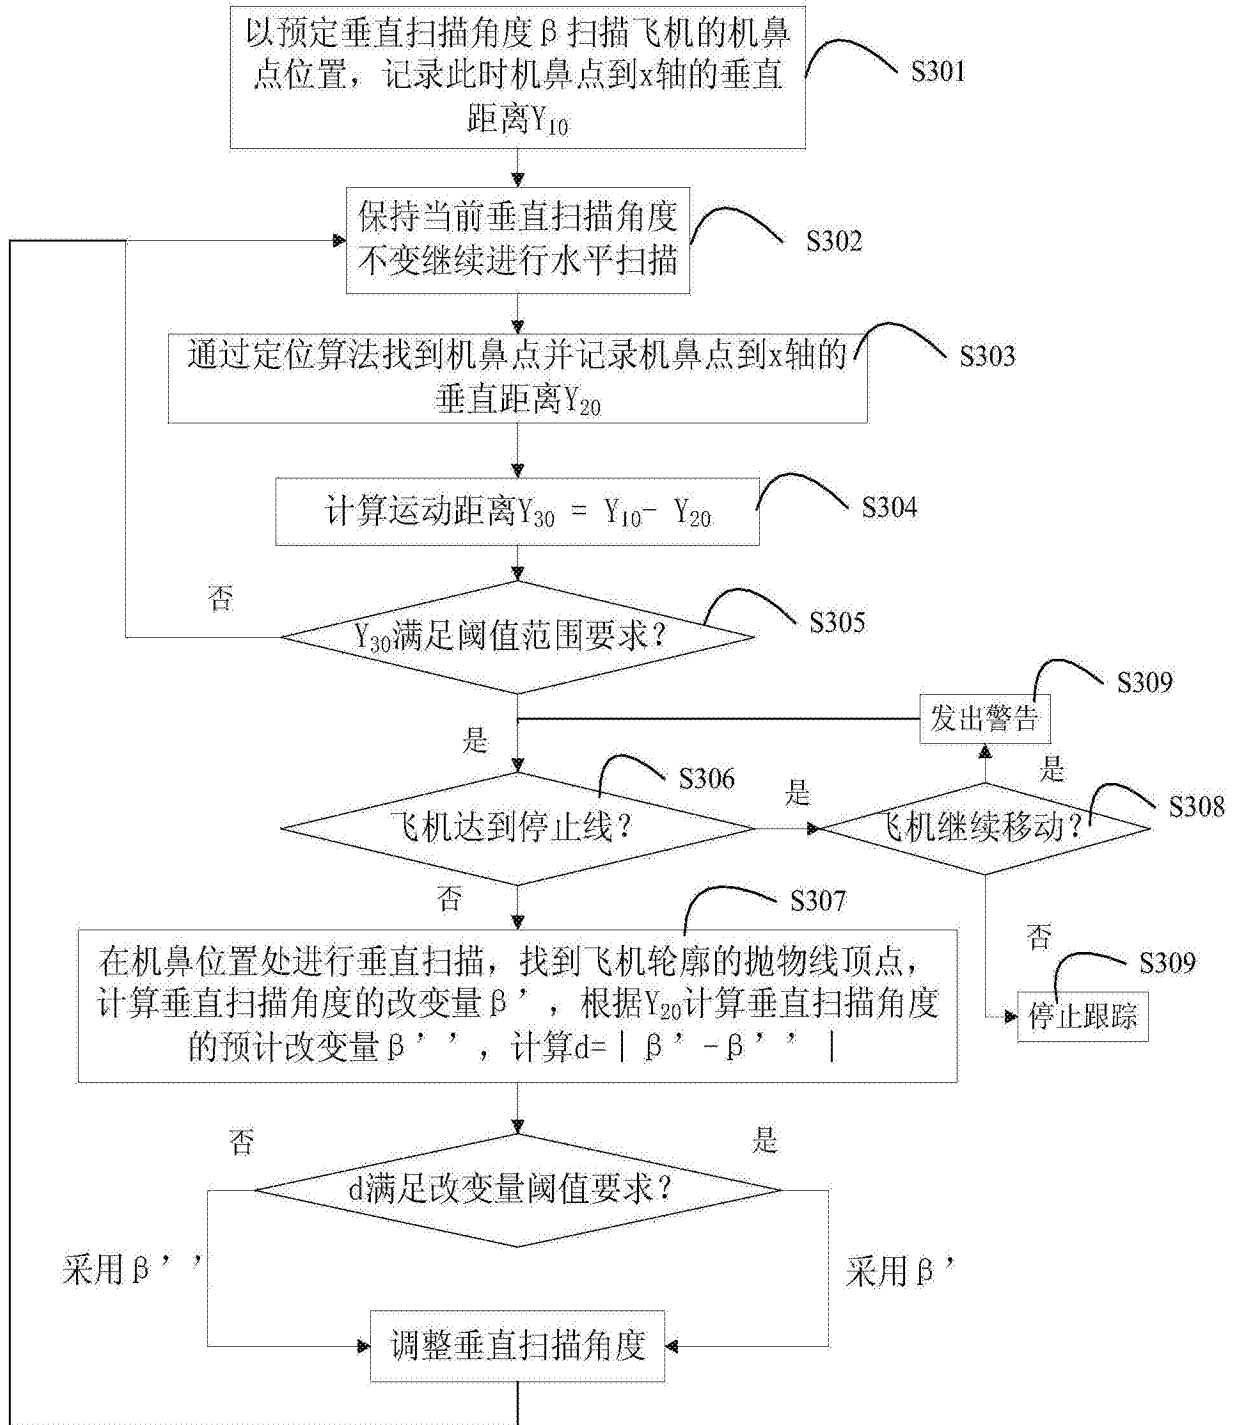 以预定垂直扫描角度β扫描飞机的机鼻
点位置，记录此时机鼻点到x轴的垂直
距离Y10
S301
保持当前垂直扫描角度
不变继续进行水平扫描
S302
通过定位算法找到机鼻点并记录机鼻点到x轴的
垂直距离Y20
S303
计算运动距离Y30 = Y10- Y20
S304
否
Y30满足阈值范围要求?
S305
是
发出警告
S309
飞机达到停止线?
S306
是
是
飞机继续移动?
S308
否
否
停止跟踪
S309
S307
在机鼻位置处进行垂直扫描，找到飞机轮廓的抛物线顶点，
计算垂直扫描角度的改变量β’，根据Y20计算垂直扫描角度
的预计改变量β’’，计算d=| β’-β’’ |
否
是
d满足改变量阈值要求?
采用β’’
采用β’
调整垂直扫描角度